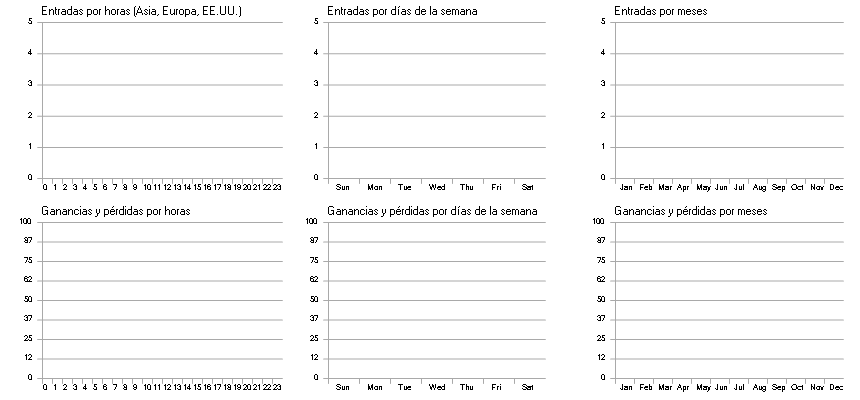 Entradas por horas (Asia, Europa, EE.UU.) Entradas por días de la semana Entradas por meses
5 5 5
4 4 4
3 3 3
2 2 2
1 1 1
0 0 0
0 1 2 3 4 5 6 7 8 9 10 11 12 13 14 15 16 17 18 19 20 21 22 23 Sun Mon Tue Wed Thu Fri Sat Jan Feb Mar Apr May Jun Jul Aug Sep Oct Nov Dec
Ganancias y pérdidas por horas Ganancias y pérdidas por días de la semana Ganancias y pérdidas por meses
100 100 100
87 87 87
75 75 75
62 62 62
50 50 50
37 37 37
25 25 25
12 12 12
0 0 0
0 1 2 3 4 5 6 7 8 9 10 11 12 13 14 15 16 17 18 19 20 21 22 23 Sun Mon Tue Wed Thu Fri Sat Jan Feb Mar Apr May Jun Jul Aug Sep Oct Nov Dec